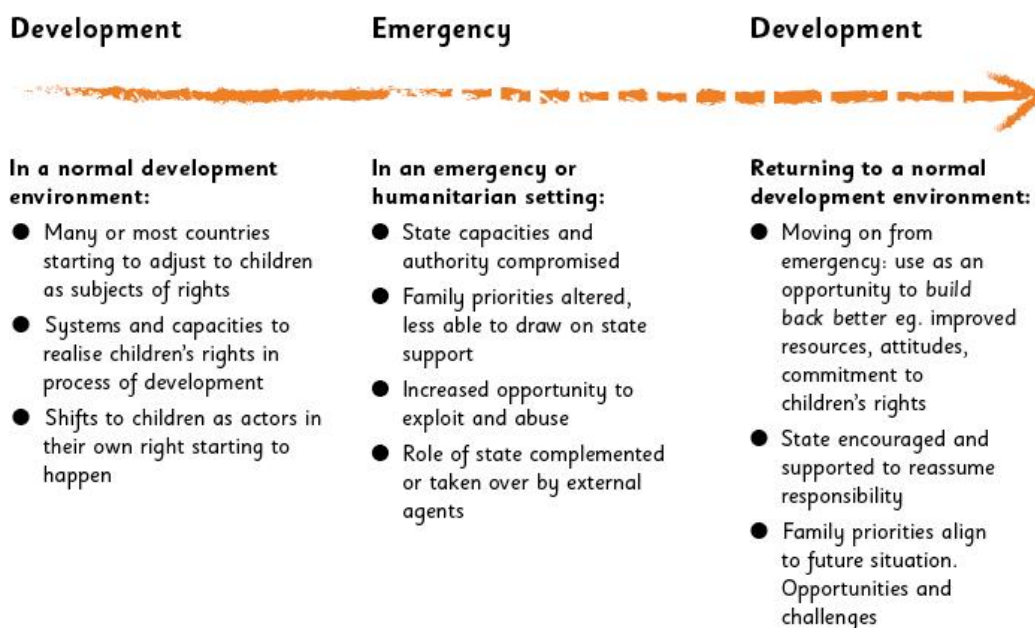 Development
Emergency
Development
In a normal development
environment:
● Many or most countries
starting to adjust to children
as subjects of rights
● Systems and capacities to
realise children's rights in
process of development
● Shifts to children as actors in
their own right starting to
happen
In an emergency or
humanitarian setting:
● State capacities and
authority compromised
● Family priorities altered,
less able to draw on state
support
● Increased opportunity to
exploit and abuse
● Role of state complemented
or taken over by external
agents
Returning to a normal
development environment:
● Moving on from
emergency: use as an
opportunity to build
back better eg. improved
resources, attitudes,
commitment to
children's rights
● State encouraged and
supported to reassume
responsibility
● Family priorities align
to future situation.
Opportunities and
challenges